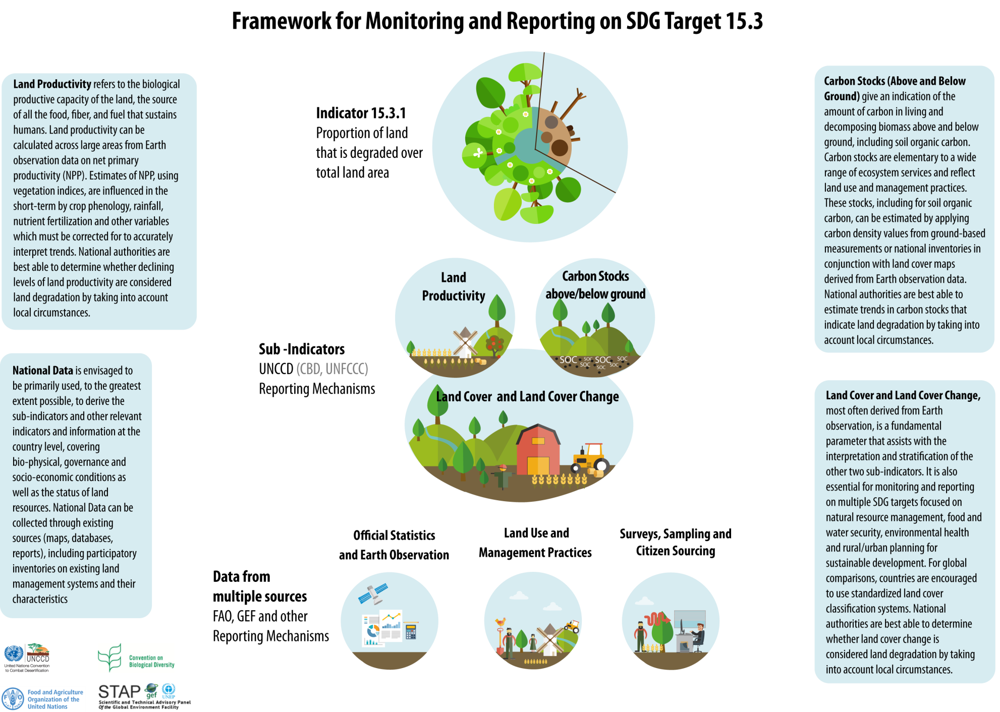 Framework for Monitoring and Reporting on SDG Target 15.3
Land Productivity refers to the biological
productive capacity of the land, the source
of all the food, fiber, and fuel that sustains
humans. Land productivity can be
calculated across large areas from Earth
observation data on net primary
productivity (NPP). Estimates of NPP, using
vegetation indices, are influenced in the
short-term by crop phenology, rainfall,
nutrient fertilization and other variables
which must be corrected for to accurately
interpret trends. National authorities are
best able to determine whether declining
levels of land productivity are considered
land degradation by taking into account
local circumstances.
National Data is envisaged to
be primarily used, to the greatest
extent possible, to derive the
sub-indicators and other relevant
indicators and information at the
country level, covering
bio-physical, governance and
socio-economic conditions as
well as the status of land
resources. National Data can be
collected through existing
sources (maps, databases,
reports), including participatory
inventories on existing land
management systems and their
characteristics
Indicator 15.3.1
Proportion of land
that is degraded over
total land area
Sub -Indicators
UNCCD (CBD, UNFCCC)
Reporting Mechanisms
Land
Productivity
Carbon Stocks
above/below ground
SOC SOC SOC SOC
SOC SOC SOC
Land Cover and Land Cover Change
Data from
multiple sources
FAO, GEF and other
Reporting Mechanisms
Official Statistics
and Earth Observation
Land Use and
Management Practices
Surveys, Sampling and
Citizen Sourcing
Carbon Stocks (Above and Below
Ground) give an indication of the
amount of carbon in living and
decomposing biomass above and below
ground, including soil organic carbon.
Carbon stocks are elementary to a wide
range of ecosystem services and reflect
land use and management practices.
These stocks, including for soil organic
carbon, can be estimated by applying
carbon density values from ground-based
measurements or national inventories in
conjunction with land cover maps
derived from Earth observation data.
National authorities are best able to
estimate trends in carbon stocks that
indicate land degradation by taking into
account local circumstances.
Land Cover and Land Cover Change,
most often derived from Earth
observation, is a fundamental
parameter that assists with the
interpretation and stratification of the
other two sub-indicators. It is also
essential for monitoring and reporting
on multiple SDG targets focused on
natural resource management, food and
water security, environmental health
and rural/urban planning for
sustainable development. For global
comparisons, countries are encouraged
to use standardized land cover
classification systems. National
authorities are best able to determine
whether land cover change is
considered land degradation by taking
into account local circumstances.
UNCCD
United Nations Convention
to Combat Desertification
Convention on
Biological Diversity
FAO
FIAT PANIS
Food and Agriculture
Organization of the
United Nations
STAP gef UNEP
Scientific and Technical Advisory Panel
Of the Global Environment Facility